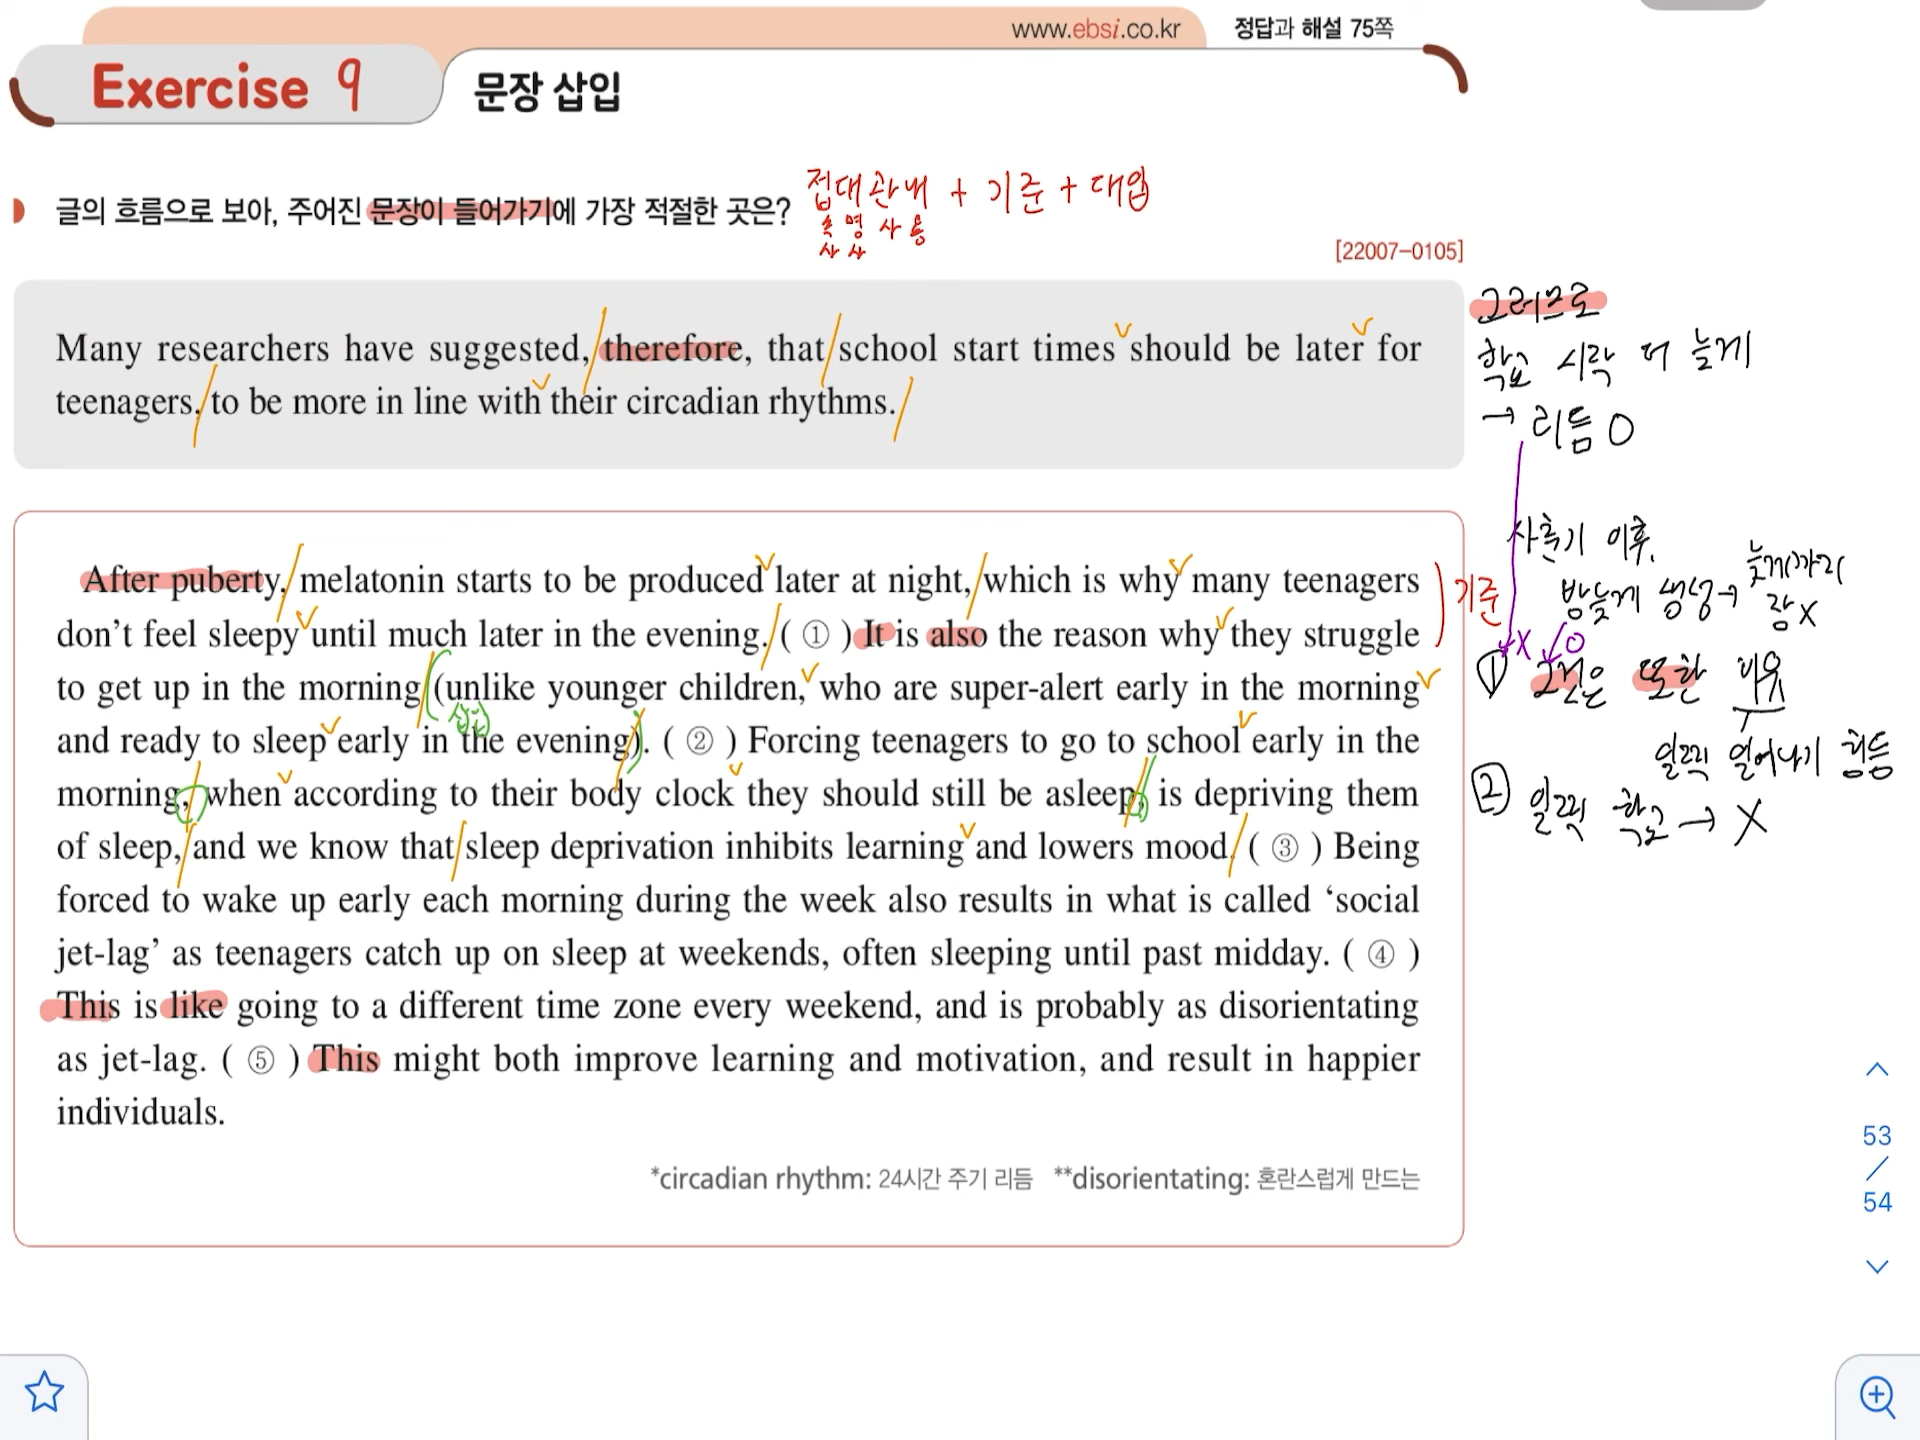 www.ebsi.co.kr 정답과 해설 75쪽
Exercise 9 문장 삽입
글의 흐름으로 보아, 주어진 문장이 들어가기에 가장 적절한 곳은?
접대관내 + 기준 + 대입
속 명 사 용
사 사
[22007-0105]
Many researchers have suggested, therefore, that school start times should be later for
teenagers, to be more in line with their circadian rhythms.
그러므로
학교 시작 더 늦게
→ 리듬 O
After puberty, melatonin starts to be produced later at night, which is why many teenagers
don't feel sleepy until much later in the evening. ( ① ) It is also the reason why they struggle
to get up in the morning (unlike younger children, who are super-alert early in the morning
and ready to sleep early in the evening). ( ② ) Forcing teenagers to go to school early in the
morning, when according to their body clock they should still be asleep, is depriving them
of sleep, and we know that sleep deprivation inhibits learning and lowers mood. ( ③ ) Being
forced to wake up early each morning during the week also results in what is called 'social
jet-lag' as teenagers catch up on sleep at weekends, often sleeping until past midday. ( ④ )
This is like going to a different time zone every weekend, and is probably as disorientating
as jet-lag. ( ⑤ ) This might both improve learning and motivation, and result in happier
individuals.
삽입
기준
사춘기 이후.
밤늦게 생성→ 늦게까지
잠 X
X O
① 그것은 또한 이유
일찍 일어나기 힘듦
② 일찍 학교 → X
*circadian rhythm: 24시간 주기 리듬 **disorientating: 혼란스럽게 만드는
53
/
54